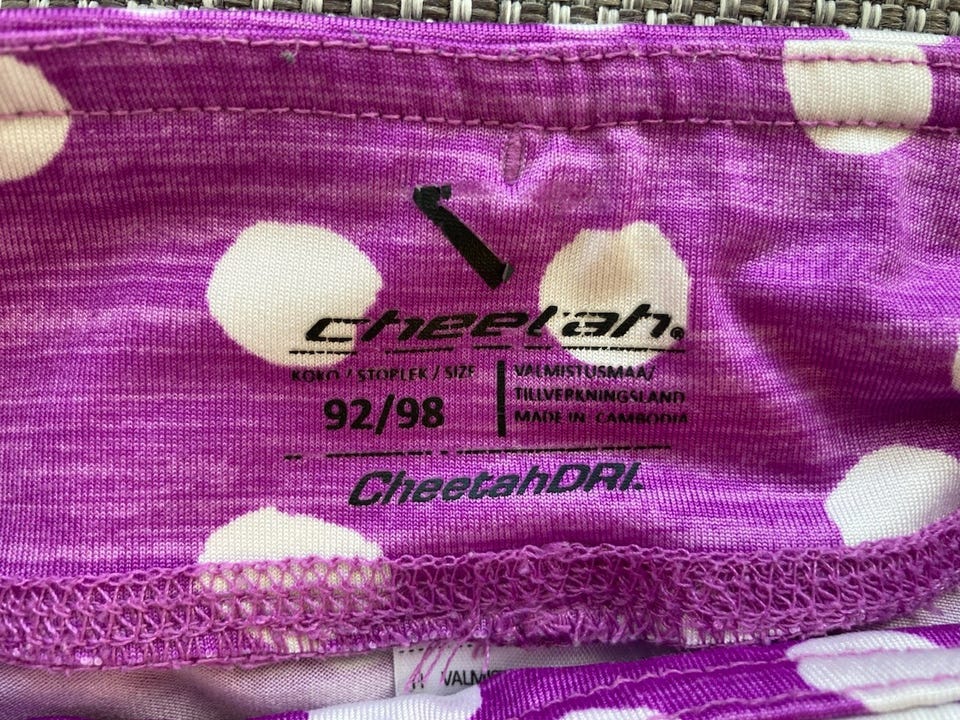 cheetah®
KOKO / STORLEK / SIZE
92/98
VALMISTUSMAA/
TILLVERKNINGSLAND
MADE IN CAMBODIA
CheetahDRI.